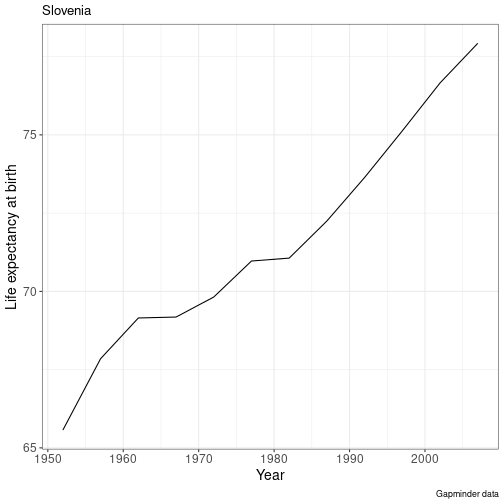 Slovenia
75
70
65
Life expectancy at birth
1950 1960 1970 1980 1990 2000
Year
Gapminder data